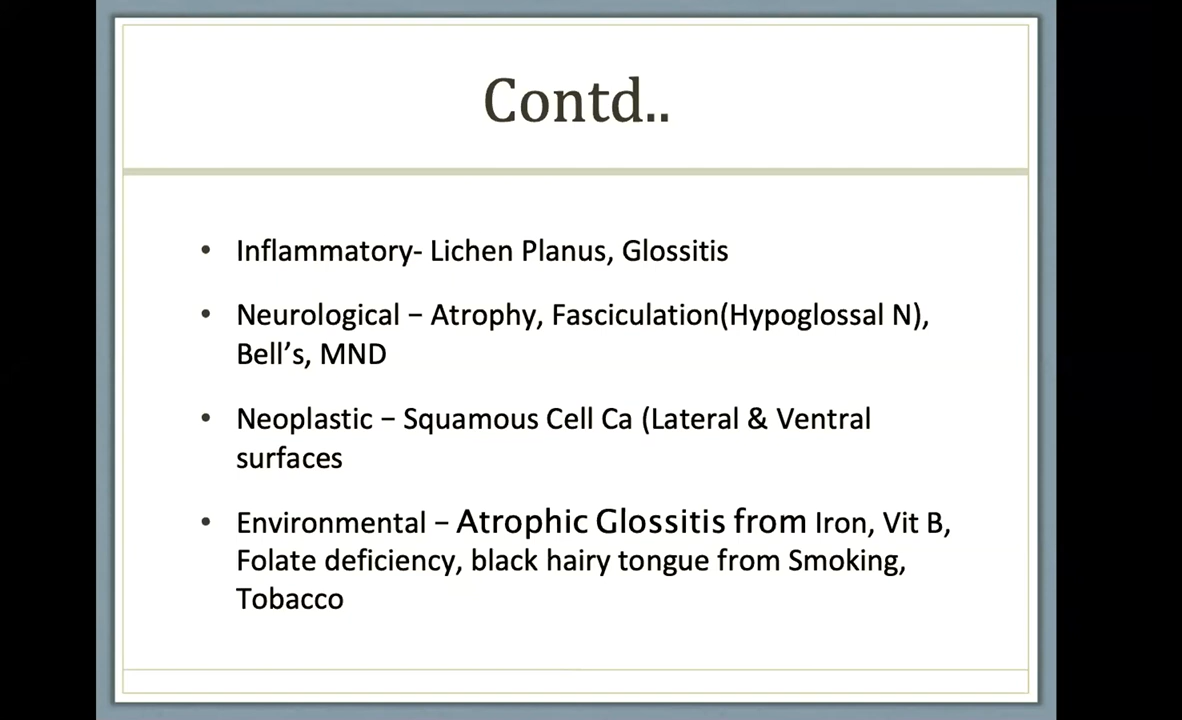 Contd..
• Inflammatory- Lichen Planus, Glossitis
• Neurological – Atrophy, Fasciculation(Hypoglossal N),
Bell’s, MND
• Neoplastic – Squamous Cell Ca (Lateral & Ventral
surfaces
• Environmental – Atrophic Glossitis from Iron, Vit B,
Folate deficiency, black hairy tongue from Smoking,
Tobacco